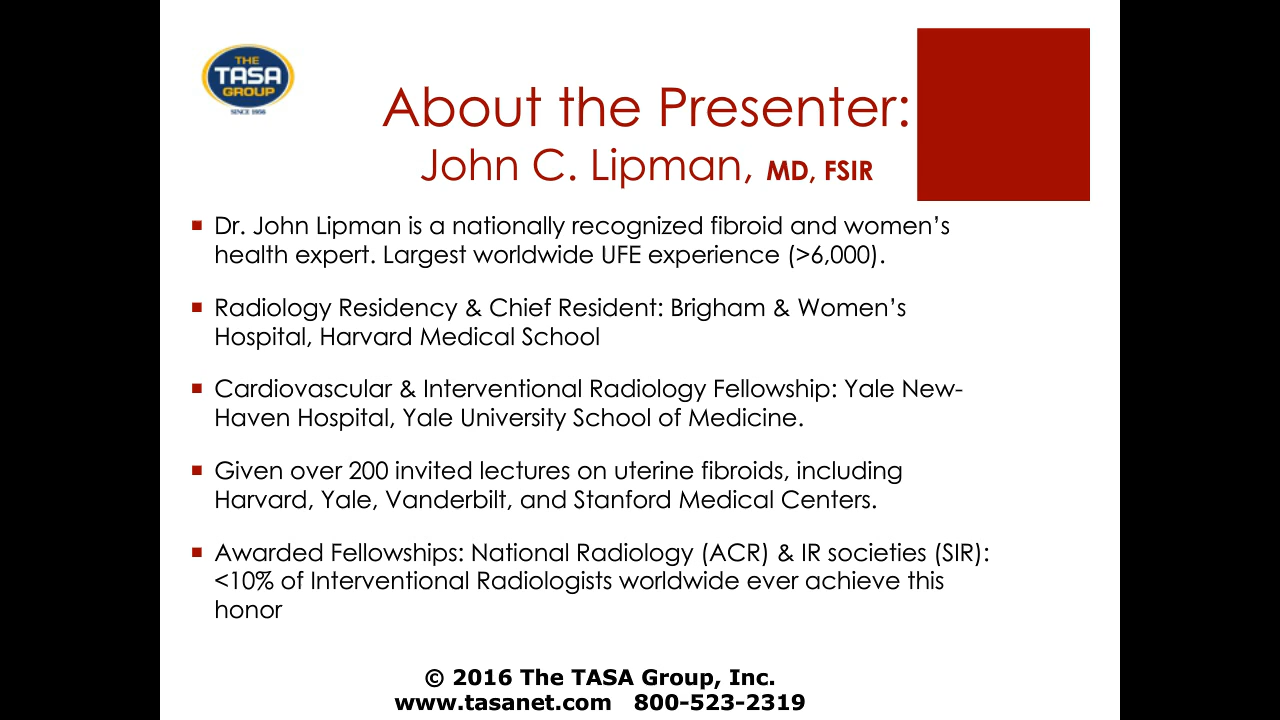 THE
TASA
GROUP
SINCE 1956
About the Presenter:
John C. Lipman, MD, FSIR
▪ Dr. John Lipman is a nationally recognized fibroid and women’s
health expert. Largest worldwide UFE experience (>6,000).
▪ Radiology Residency & Chief Resident: Brigham & Women’s
Hospital, Harvard Medical School
▪ Cardiovascular & Interventional Radiology Fellowship: Yale New-
Haven Hospital, Yale University School of Medicine.
▪ Given over 200 invited lectures on uterine fibroids, including
Harvard, Yale, Vanderbilt, and Stanford Medical Centers.
▪ Awarded Fellowships: National Radiology (ACR) & IR societies (SIR):
<10% of Interventional Radiologists worldwide ever achieve this
honor
© 2016 The TASA Group, Inc.
www.tasanet.com 800-523-2319